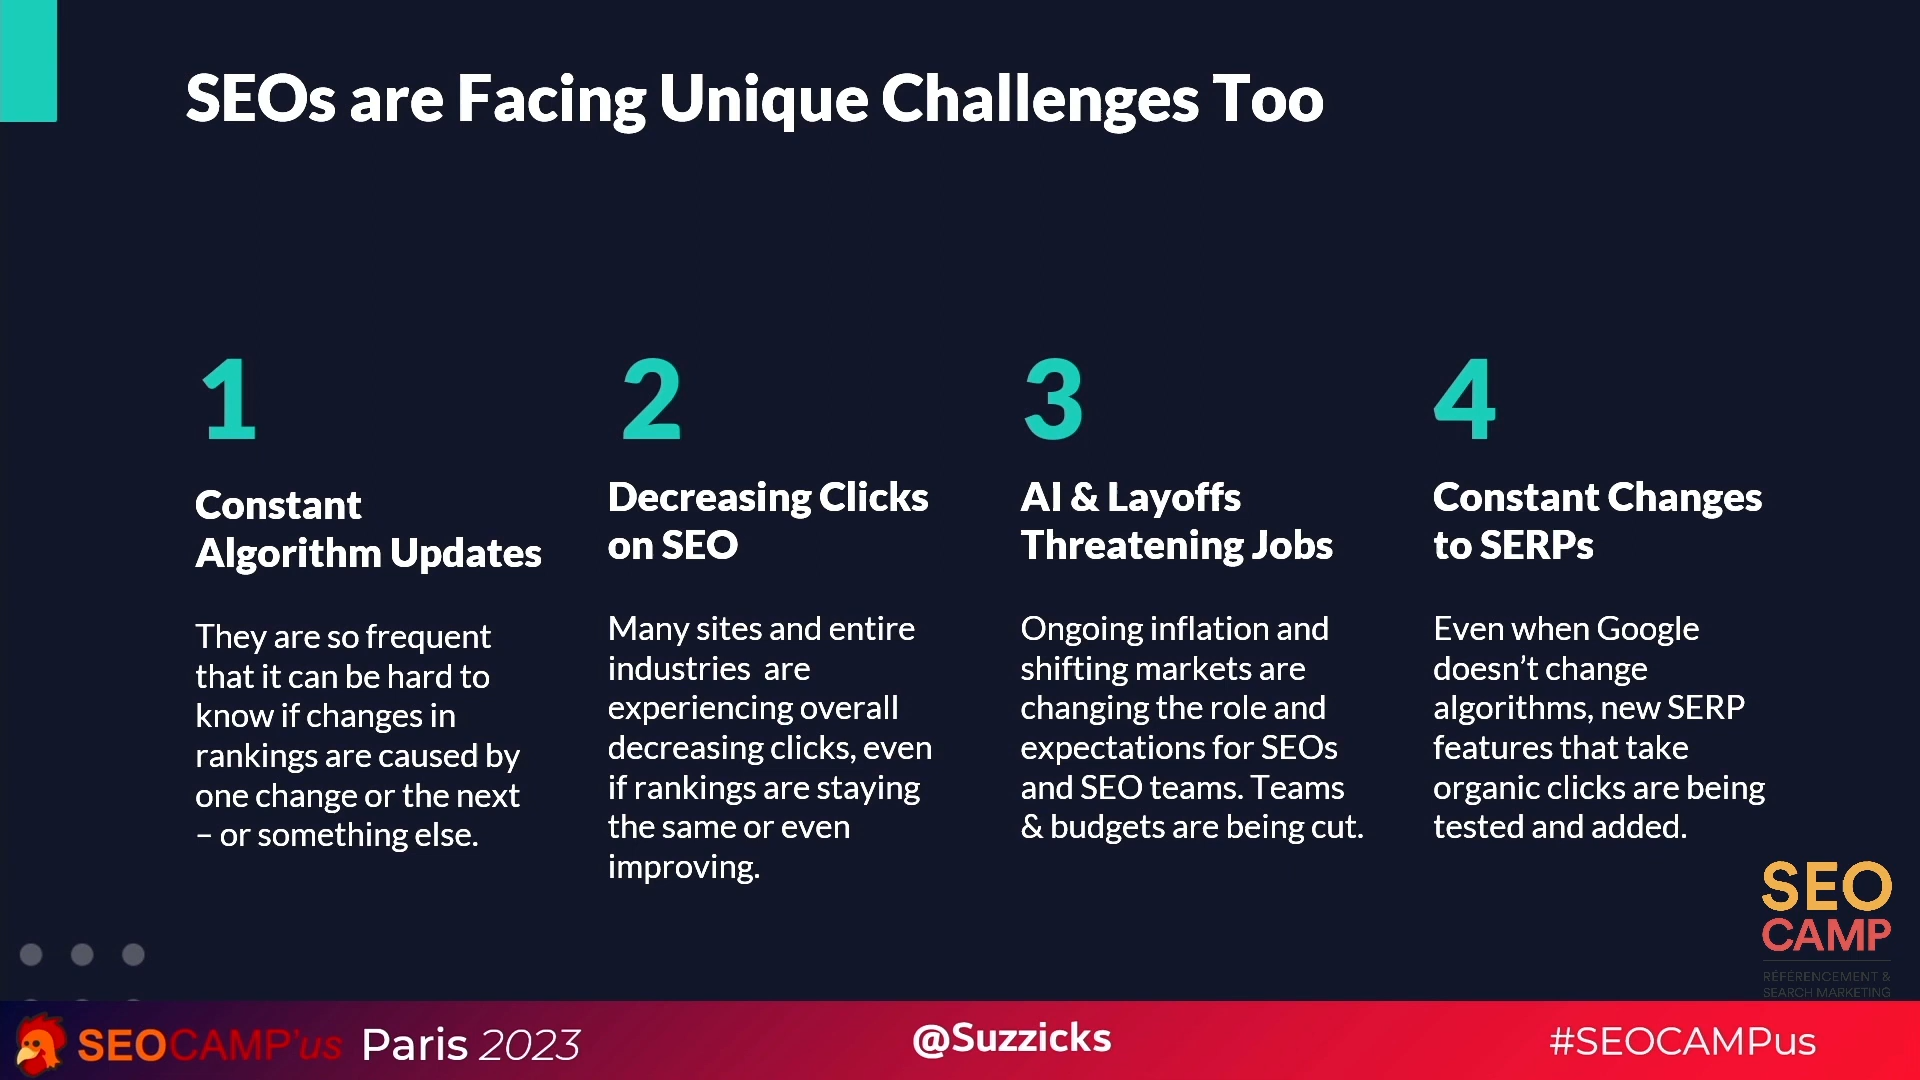 SEOs are Facing Unique Challenges Too
1
Constant
Algorithm Updates
They are so frequent
that it can be hard to
know if changes in
rankings are caused by
one change or the next
– or something else.
2
Decreasing Clicks
on SEO
Many sites and entire
industries  are
experiencing overall
decreasing clicks, even
if rankings are staying
the same or even
improving.
3
AI & Layoffs
Threatening Jobs
Ongoing inflation and
shifting markets are
changing the role and
expectations for SEOs
and SEO teams. Teams
& budgets are being cut.
4
Constant Changes
to SERPs
Even when Google
doesn’t change
algorithms, new SERP
features that take
organic clicks are being
tested and added.
SEO
CAMP
RÉFÉRENCEMENT &
SEARCH MARKETING
SEOCAMP'us Paris 2023
@Suzzicks
#SEOCAMPus